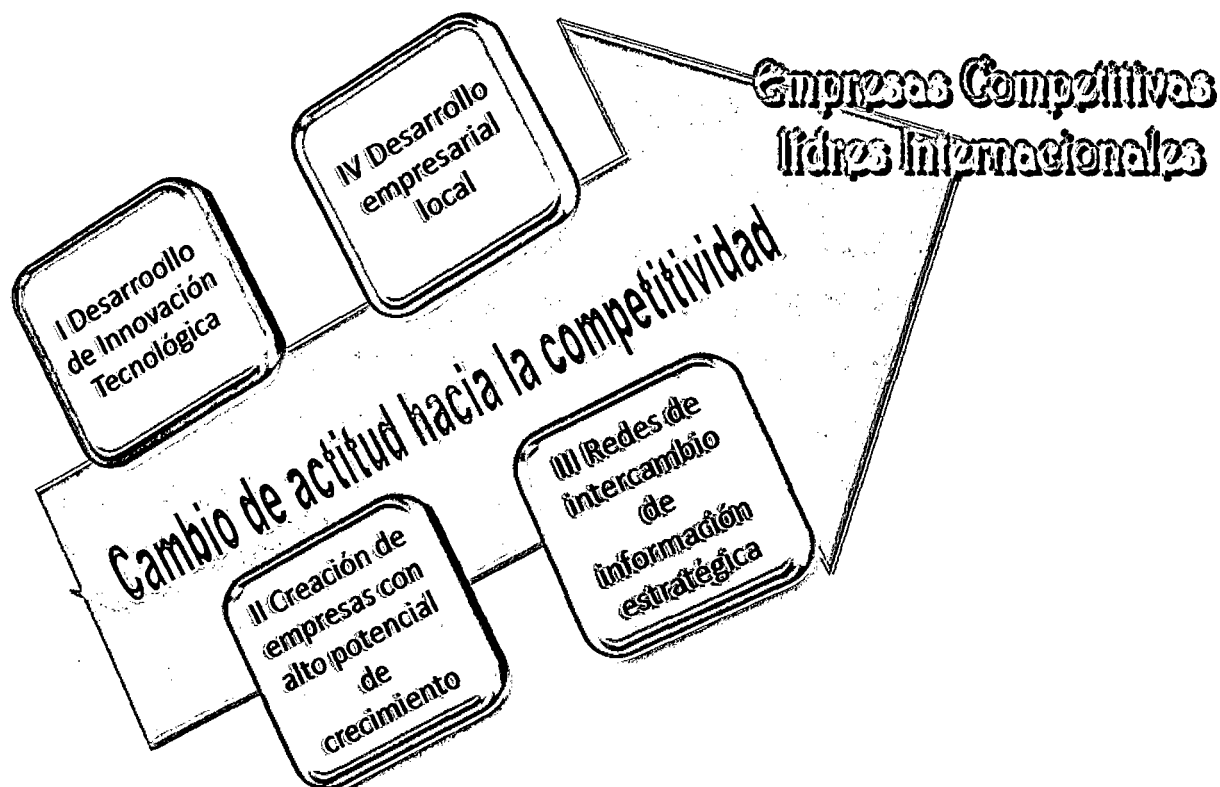 Empresas Competitivas
lídres Internacionales
IV Desarrollo
empresarial
local
I Desarroollo
de Innovación
Tecnológica
Cambio de actitud hacia la competitividad
III Redes de
intercambio
de
información
estratégica
II Creación de
empresas con
alto potencial
de
crecimiento